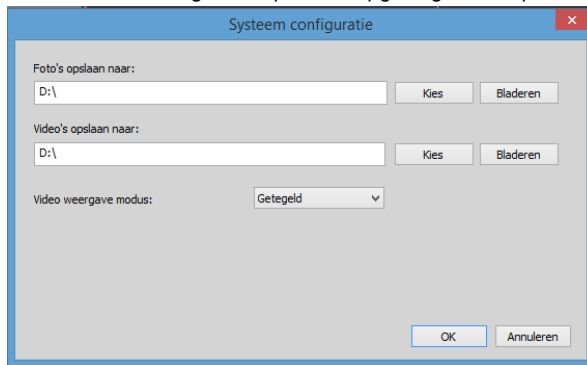 Systeem configuratie
Foto's opslaan naar:
D:\ Kies Bladeren
Video's opslaan naar:
D:\ Kies Bladeren
Video weergave modus: Getegeld
OK Annuleren